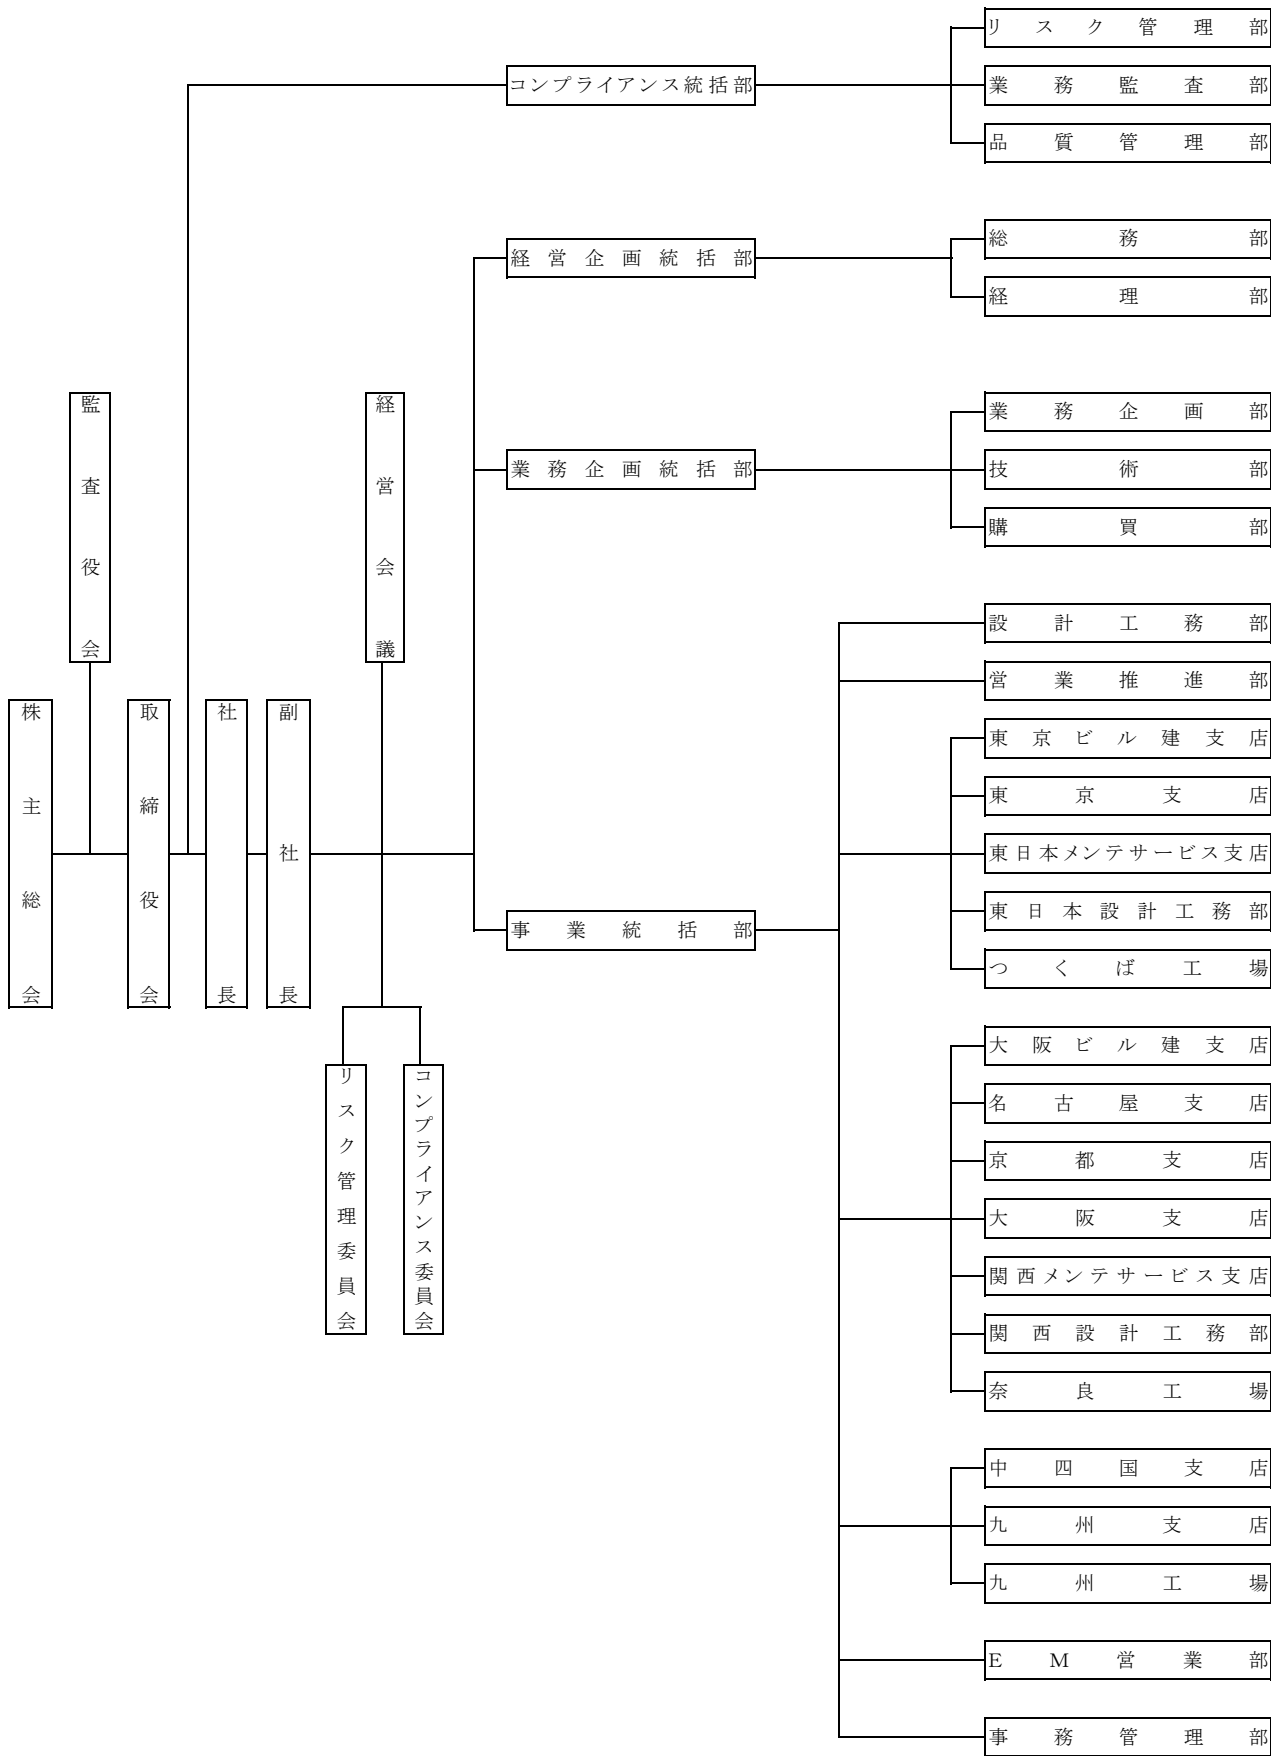 リスク管理部
コンプライアンス統括部
業務監査部
品質管理部
総務部
経営企画統括部
経理部
監査役会
経営会議
業務企画部
業務企画統括部
技術部
購買部
設計工務部
営業推進部
株主総会
取締役会
社長
副社長
東京ビル建支店
東京支店
東日本メンテサービス支店
東日本設計工務部
事業統括部
つくば工場
大阪ビル建支店
リスク管理委員会
コンプライアンス委員会
名古屋支店
京都支店
大阪支店
関西メンテサービス支店
関西設計工務部
奈良工場
中四国支店
九州支店
九州工場
EM営業部
事務管理部